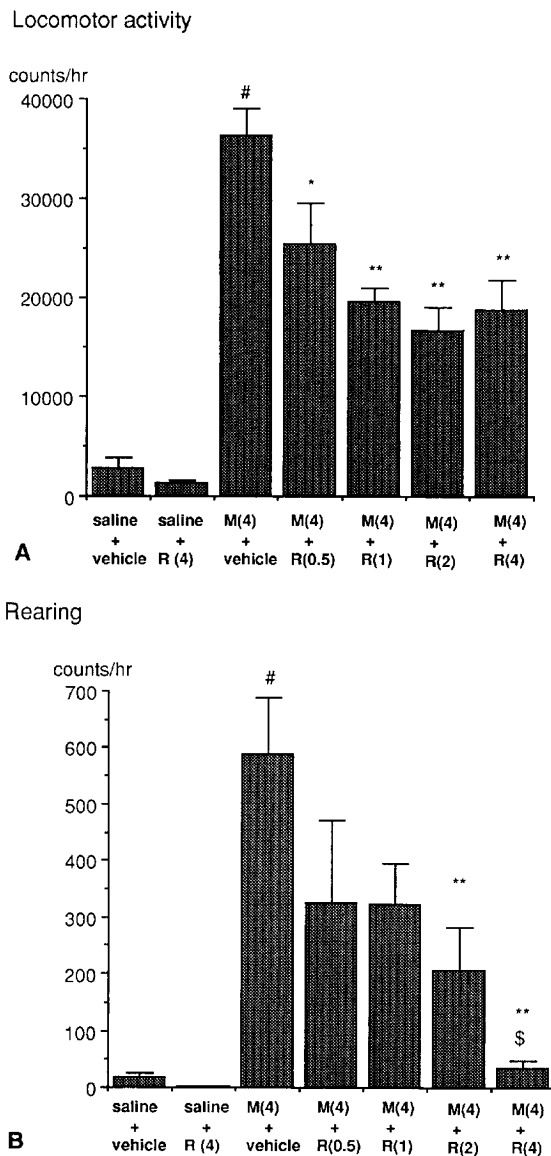 Locomotor activity
counts/hr
40000
#
30000
*
**
**
**
20000
10000
0
saline saline M(4) M(4) M(4) M(4) M(4)
+ + + + + + +
vehicle R (4) vehicle R(0.5) R(1) R(2) R(4)
A
Rearing
counts/hr
700
#
600
500
400
**
300
200
**
$
100
0
saline saline M(4) M(4) M(4) M(4) M(4)
+ + + + + + +
vehicle R (4) vehicle R(0.5) R(1) R(2) R(4)
B